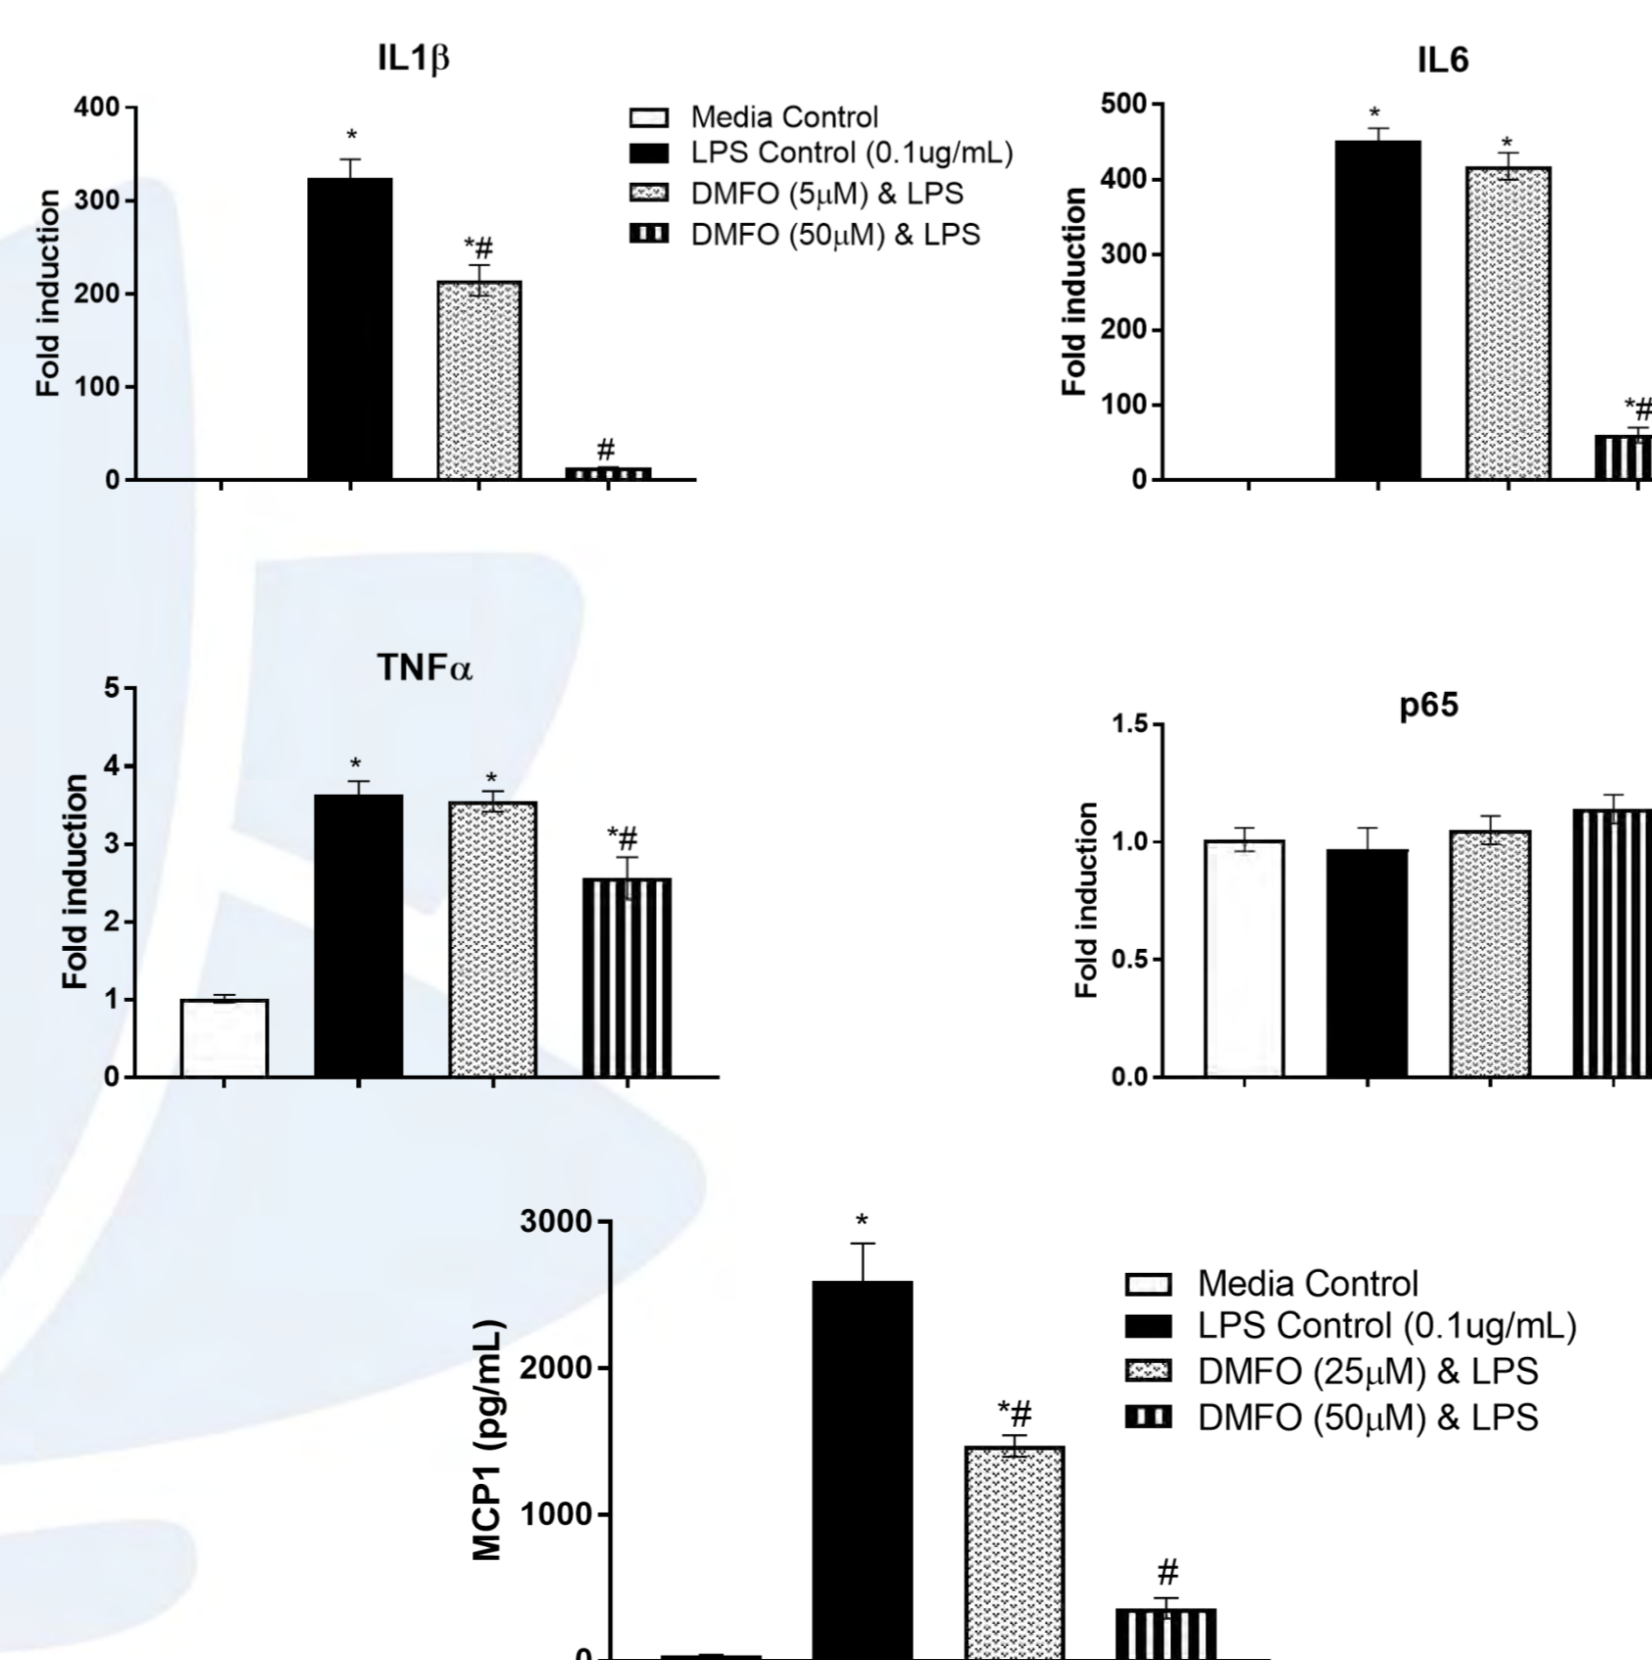 IL1β
400
300
200
100
0
Fold induction
*
*#
#
Media Control
LPS Control (0.1ug/mL)
DMFO (5µM) & LPS
DMFO (50µM) & LPS
IL6
500
400
300
200
100
0
Fold induction
*
*
*#
TNFα
5
4
3
2
1
0
Fold induction
*
*
*#
p65
1.5
1.0
0.5
0.0
Fold induction
3000
2000
1000
0
MCP1 (pg/mL)
*
*#
#
Media Control
LPS Control (0.1ug/mL)
DMFO (25µM) & LPS
DMFO (50µM) & LPS